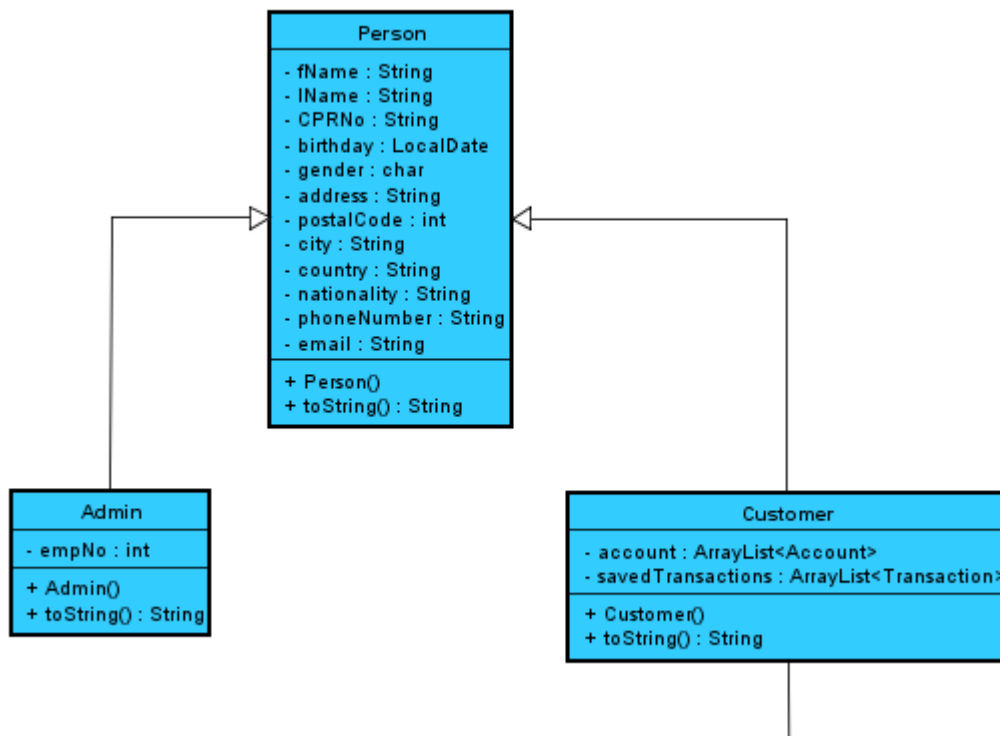 Person
- fName : String
- lName : String
- CPRNo : String
- birthday : LocalDate
- gender : char
- address : String
- postalCode : int
- city : String
- country : String
- nationality : String
- phoneNumber : String
- email : String
+ Person()
+ toString() : String
Admin
- empNo : int
+ Admin()
+ toString() : String
Customer
- account : ArrayList<Account>
- savedTransactions : ArrayList<Transaction>
+ Customer()
+ toString() : String